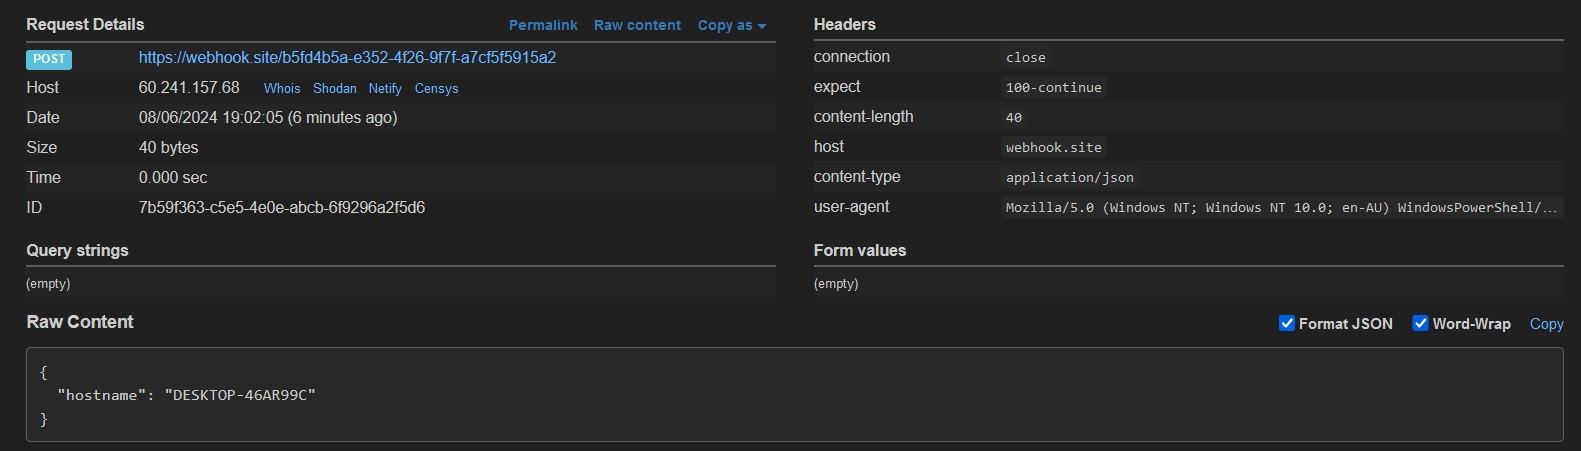 Request Details Permalink Raw content Copy as
POST https://webhook.site/b5fd4b5a-e352-4f26-9f7f-a7cf5f5915a2
Host 60.241.157.68 Whois Shodan Netify Censys
Date 08/06/2024 19:02:05 (6 minutes ago)
Size 40 bytes
Time 0.000 sec
ID 7b59f363-c5e5-4e0e-abcb-6f9296a2f5d6
Headers
connection close
expect 100-continue
content-length 40
host webhook.site
content-type application/json
user-agent Mozilla/5.0 (Windows NT; Windows NT 10.0; en-AU) WindowsPowerShell/...
Query strings
(empty)
Form values
(empty)
Raw Content Format JSON Word-Wrap Copy
{
"hostname": "DESKTOP-46AR99C"
}